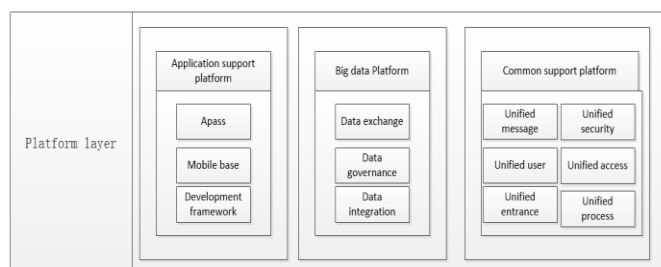 Platform layer
Application support
platform
Apass
Mobile base
Development
framework
Big data Platform
Data exchange
Data
governance
Data
integration
Common support platform
Unified
message
Unified
security
Unified user
Unified access
Unified
entrance
Unified
process